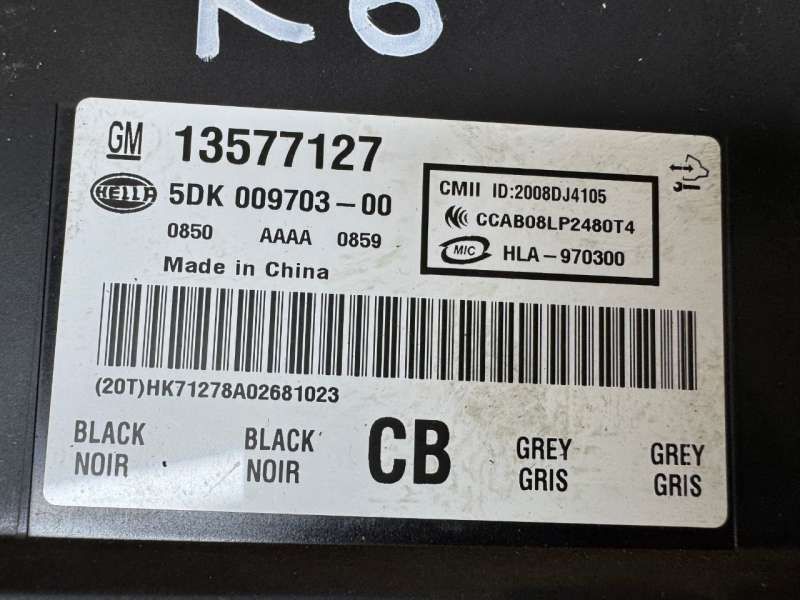 GM 13577127
HELLA 5DK 009703-00
0850 AAAA 0859
Made in China
CMII ID:2008DJ4105
CCAB08LP2480T4
MIC HLA-970300
(20T)HK71278A02681023
BLACK BLACK CB GREY GREY
NOIR NOIR GRIS GRIS